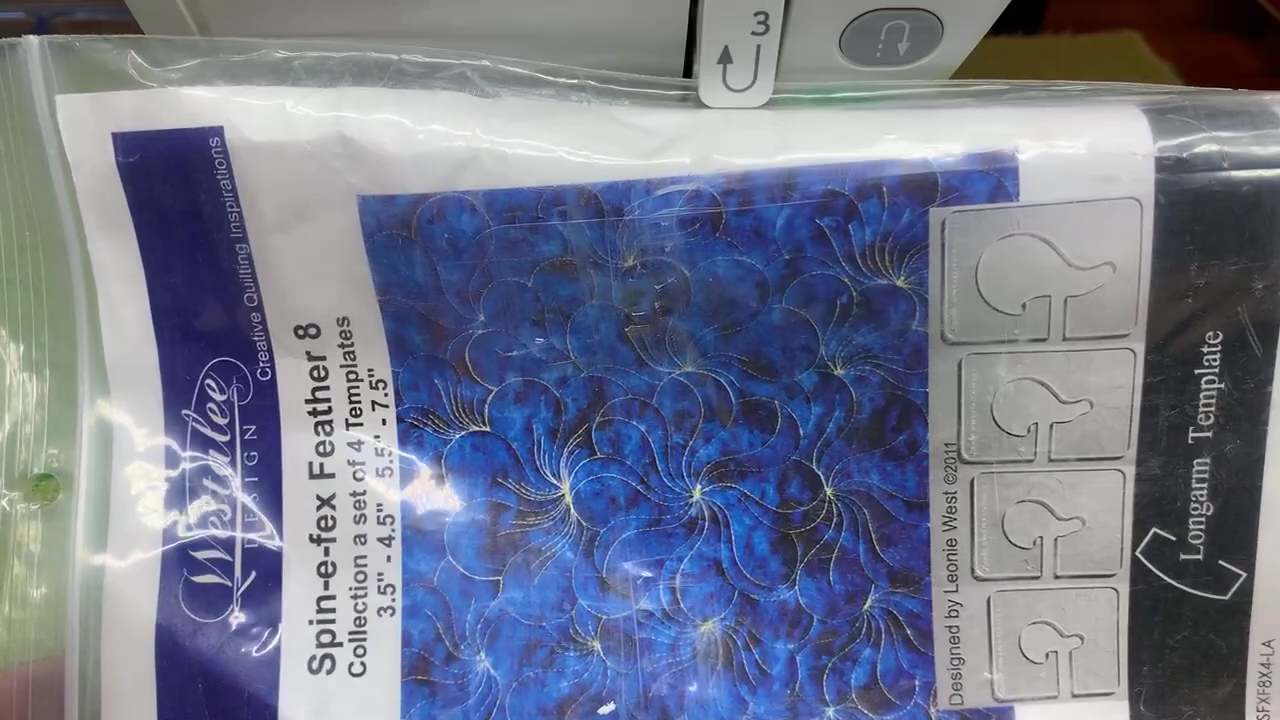 3
Westalee
DESIGN
Creative Quilting Inspirations
Spin-e-fex Feather 8
Collection a set of 4 Templates
3.5" - 4.5" 5.5" - 7.5"
Designed by Leonie West ©2011
Longarm Template
SFXF8X4-LA